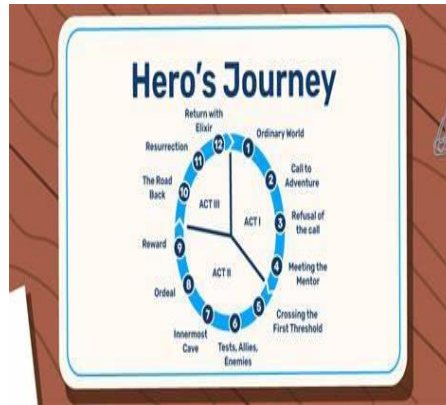 Hero's Journey
Return with
Elixir
12
1
Ordinary World
Resurrection
11
2
Call to
Adventure
The Road
Back
10
ACT III
ACT I
3
Refusal of
the call
Reward
9
4
Meeting the
Mentor
ACT II
Ordeal
8
5
Crossing the
First Threshold
7
6
Innermost
Cave
Tests, Allies,
Enemies